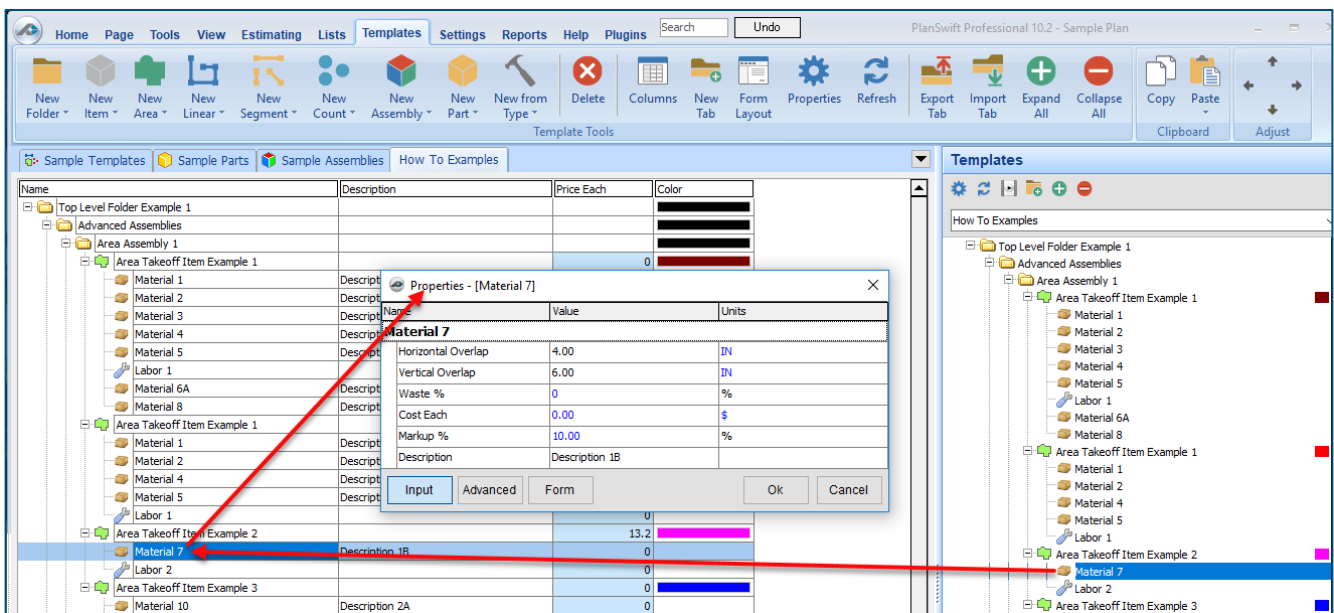 Home Page Tools View Estimating Lists Templates Settings Reports Help Plugins Search Undo PlanSwift Professional 10.2 - Sample Plan
New Folder
New Item
New Area
New Linear
New Segment
New Count
New Assembly
New Part
New from Type
Delete
Columns
New Tab
Form Layout
Properties
Refresh
Export Tab
Import Tab
Expand All
Collapse All
Copy
Paste
Template Tools
Clipboard
Adjust
Sample Templates Sample Parts Sample Assemblies How To Examples
Name Description Price Each Color
Top Level Folder Example 1
Advanced Assemblies
Area Assembly 1
Area Takeoff Item Example 1 0
Material 1 Descript
Material 2 Descript
Material 3 Descript
Material 4 Descript
Material 5 Descript
Labor 1
Material 6A Descript
Material 8 Descript
Area Takeoff Item Example 1
Material 1 Descript
Material 2 Descript
Material 4 Descript
Material 5 Descript
Labor 1 0
Area Takeoff Item Example 2 13.2
Material 7 Description 1B 0
Labor 2 0
Area Takeoff Item Example 3 0
Material 10 Description 2A 0
Properties - [Material 7]
Name Value Units
Material 7
Horizontal Overlap 4.00 IN
Vertical Overlap 6.00 IN
Waste % 0 %
Cost Each 0.00 $
Markup % 10.00 %
Description Description 1B
Input Advanced Form Ok Cancel
Templates
How To Examples
Top Level Folder Example 1
Advanced Assemblies
Area Assembly 1
Area Takeoff Item Example 1
Material 1
Material 2
Material 3
Material 4
Material 5
Labor 1
Material 6A
Material 8
Area Takeoff Item Example 1
Material 1
Material 2
Material 4
Material 5
Labor 1
Area Takeoff Item Example 2
Material 7
Labor 2
Area Takeoff Item Example 3